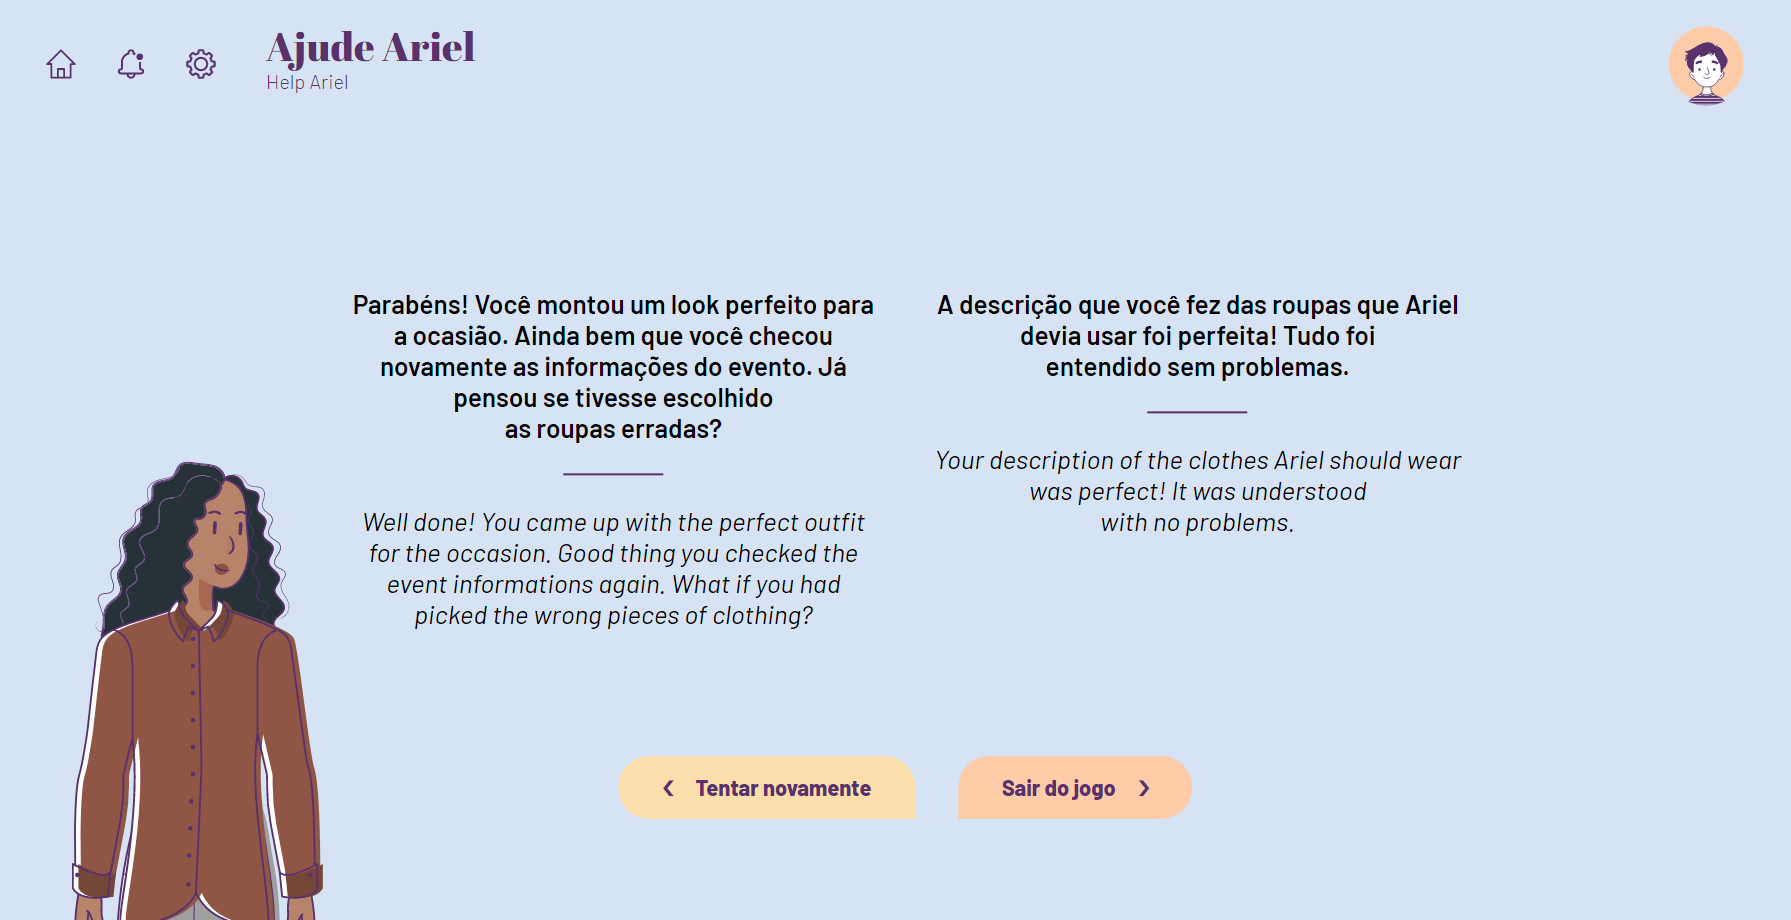 Ajude Ariel
Help Ariel
Parabéns! Você montou um look perfeito para
a ocasião. Ainda bem que você checou
novamente as informações do evento. Já
pensou se tivesse escolhido
as roupas erradas?
Well done! You came up with the perfect outfit
for the occasion. Good thing you checked the
event informations again. What if you had
picked the wrong pieces of clothing?
A descrição que você fez das roupas que Ariel
devia usar foi perfeita! Tudo foi
entendido sem problemas.
Your description of the clothes Ariel should wear
was perfect! It was understood
with no problems.
Tentar novamente
Sair do jogo